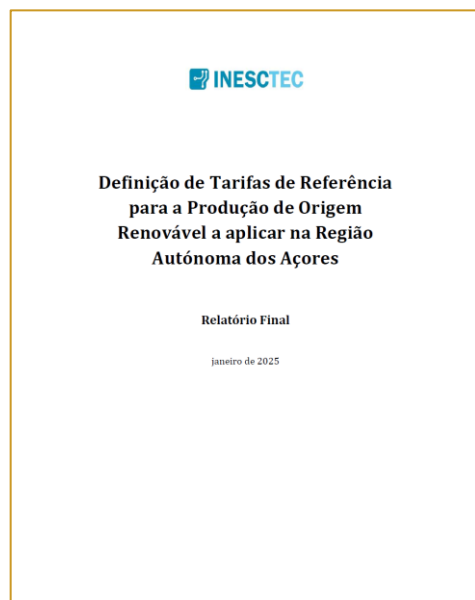 INESCTEC
Definição de Tarifas de Referência
para a Produção de Origem
Renovável a aplicar na Região
Autónoma dos Açores
Relatório Final
janeiro de 2025